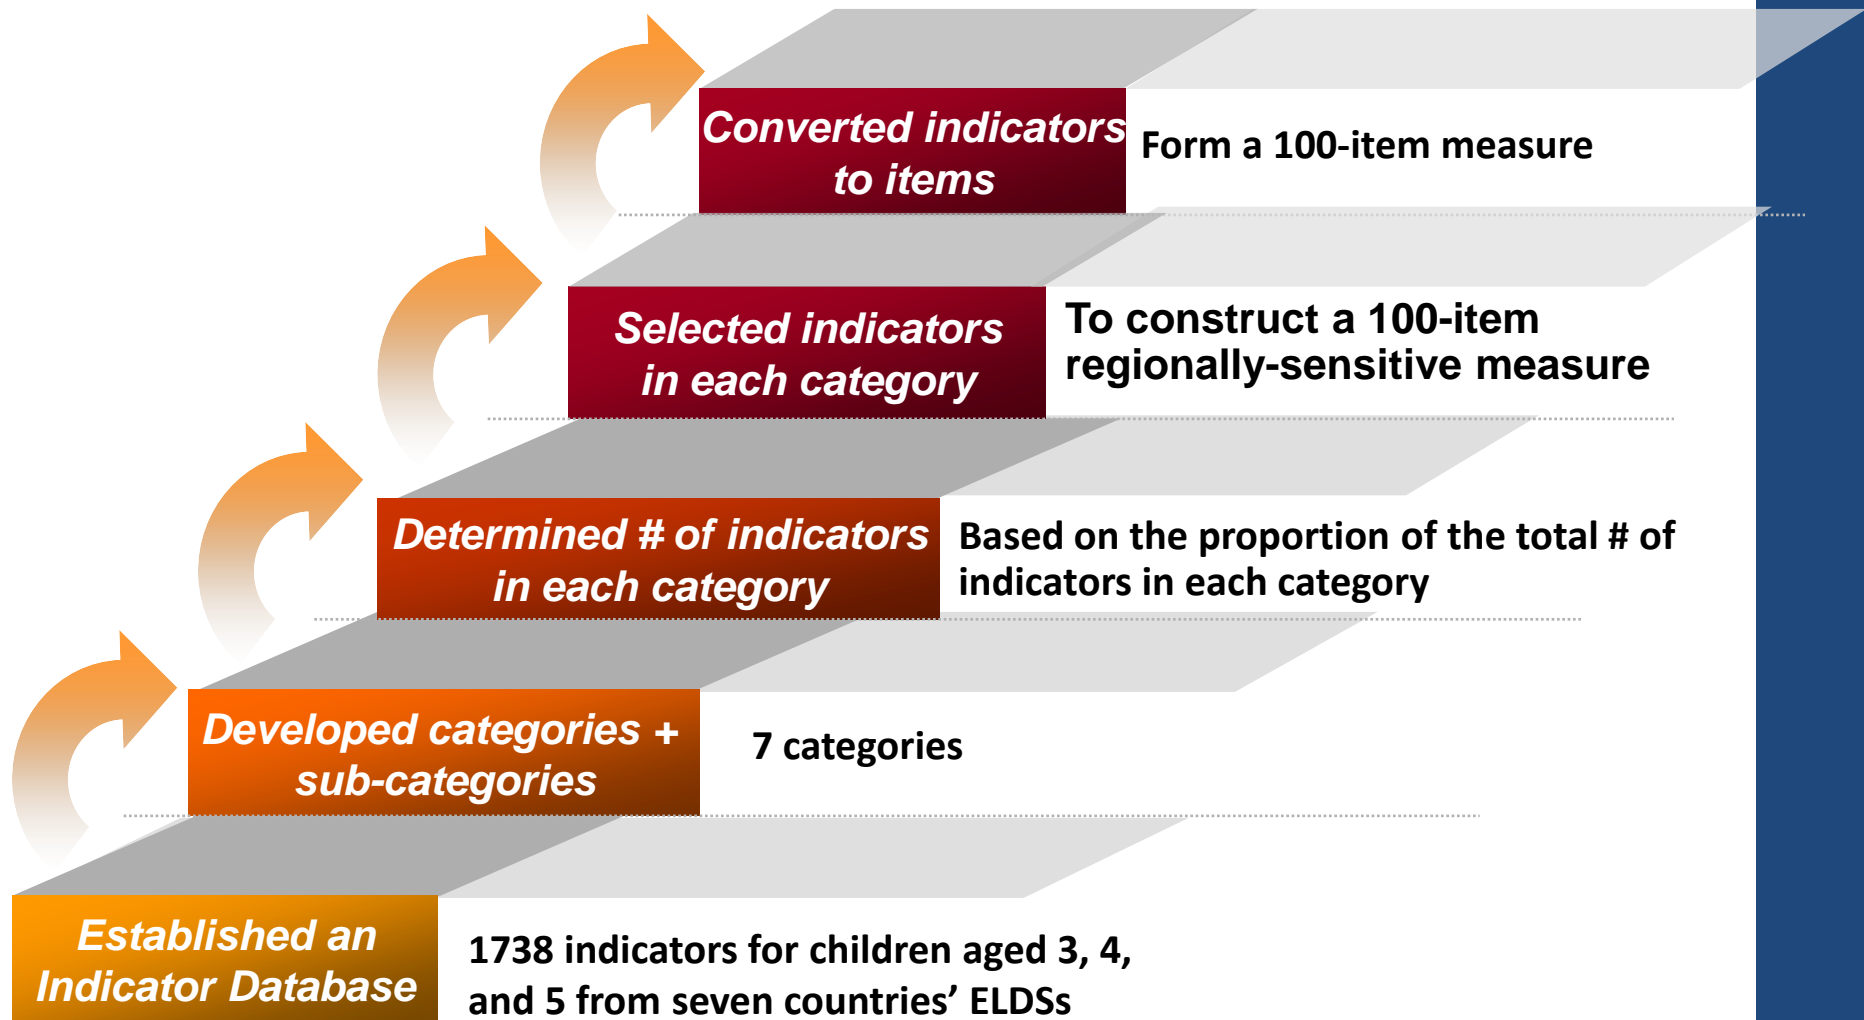 Converted indicators
to items
Form a 100-item measure
Selected indicators
in each category
To construct a 100-item
regionally-sensitive measure
Determined # of indicators
in each category
Based on the proportion of the total # of
indicators in each category
Developed categories +
sub-categories
7 categories
Established an
Indicator Database
1738 indicators for children aged 3, 4,
and 5 from seven countries’ ELDSs